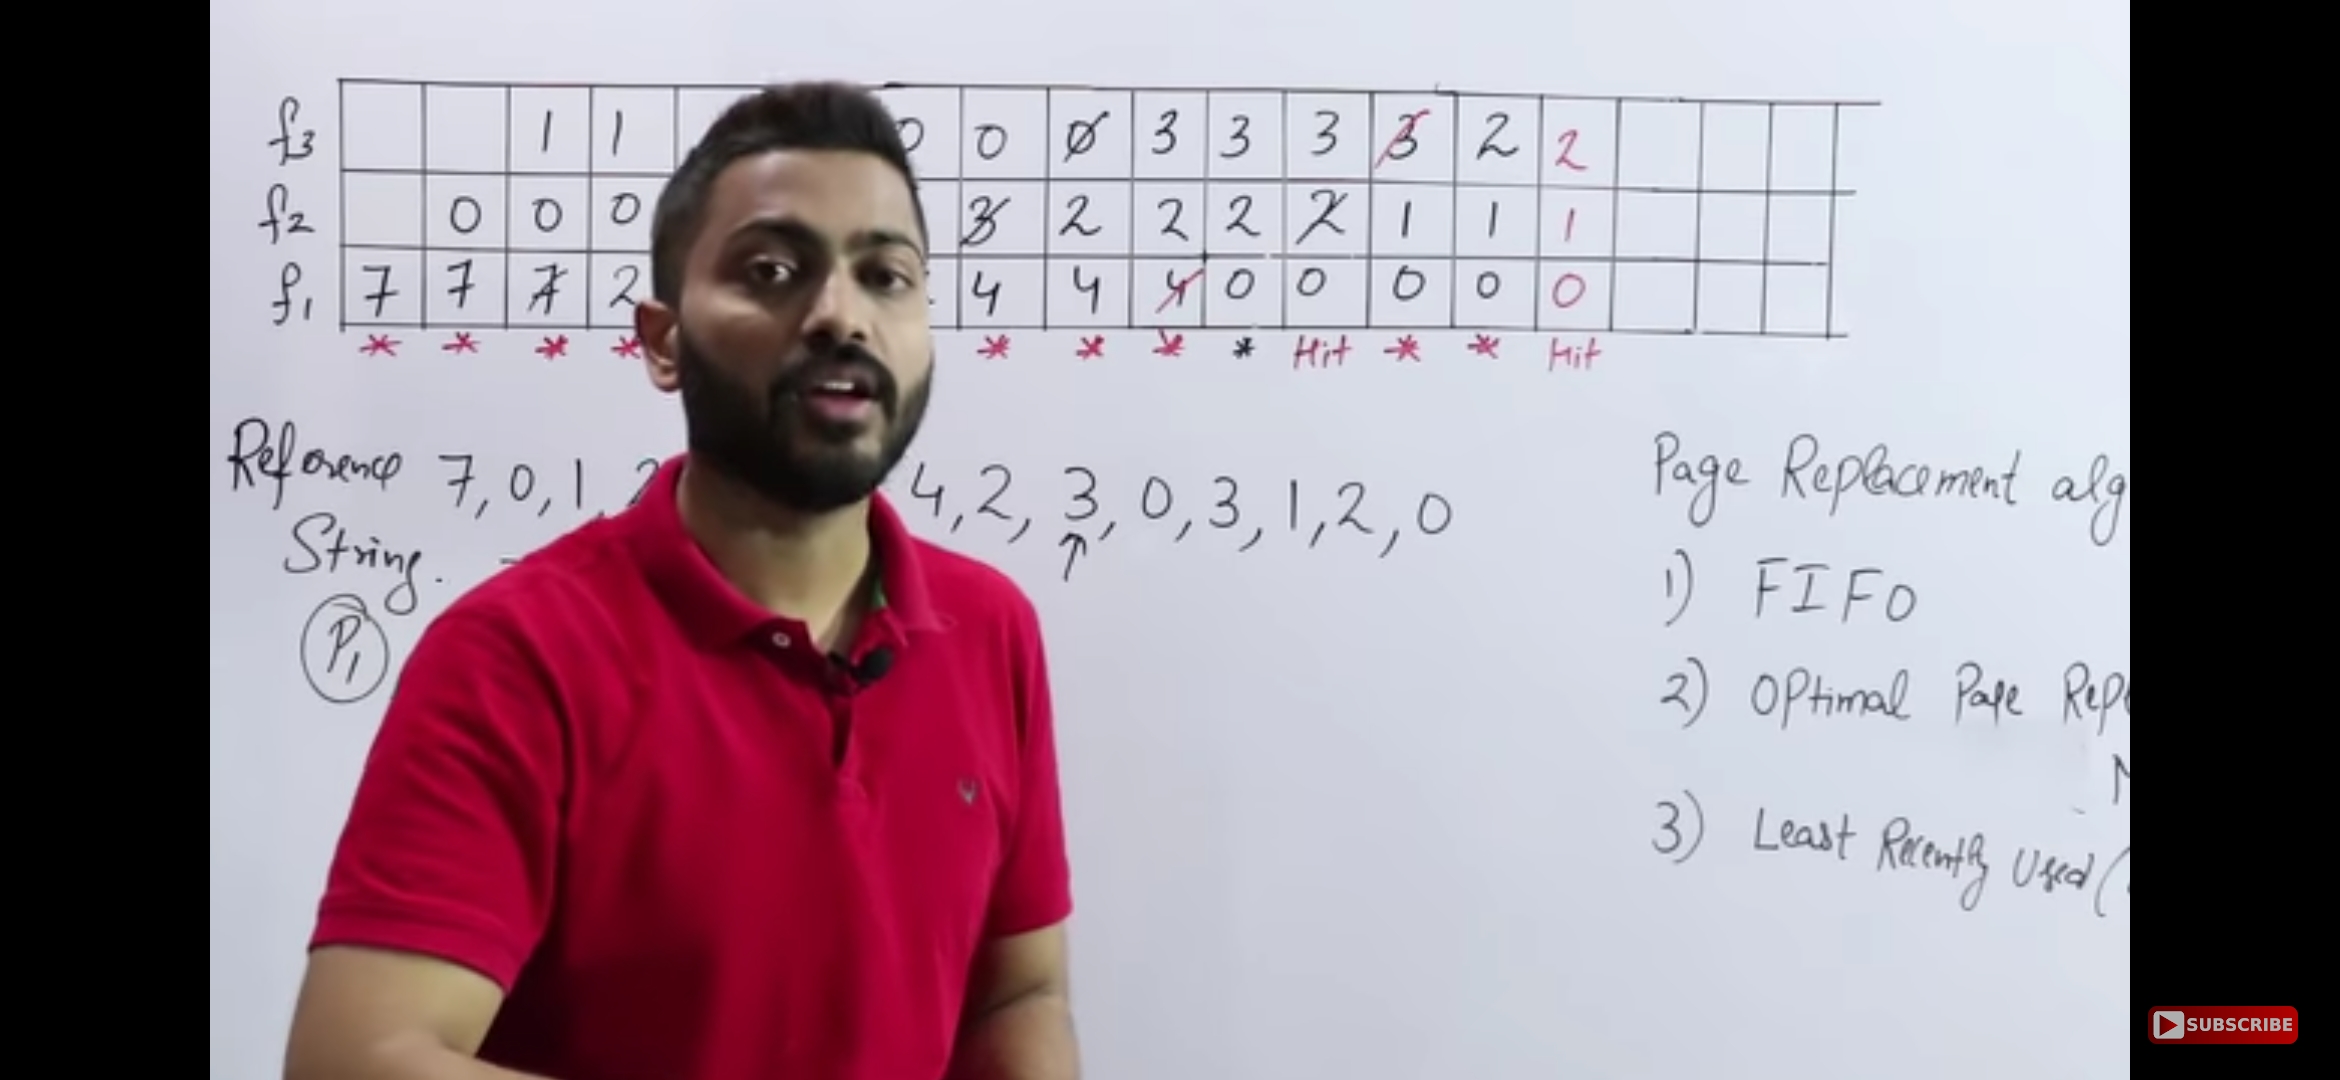 f3 1 1 0 0 0 3 3 3 3 2 2
f2 0 0 0 3 2 2 2 2 1 1 1
f1 7 7 7 2 4 4 4 0 0 0 0 0
* * * * * * * * Hit * * Hit
Reference 7, 0, 1, 2 4, 2, 3, 0, 3, 1, 2, 0
String.
↑
P1
Page Replacement alg
1) FIFO
2) Optimal Page Rep
3) Least Recently Used (
SUBSCRIBE